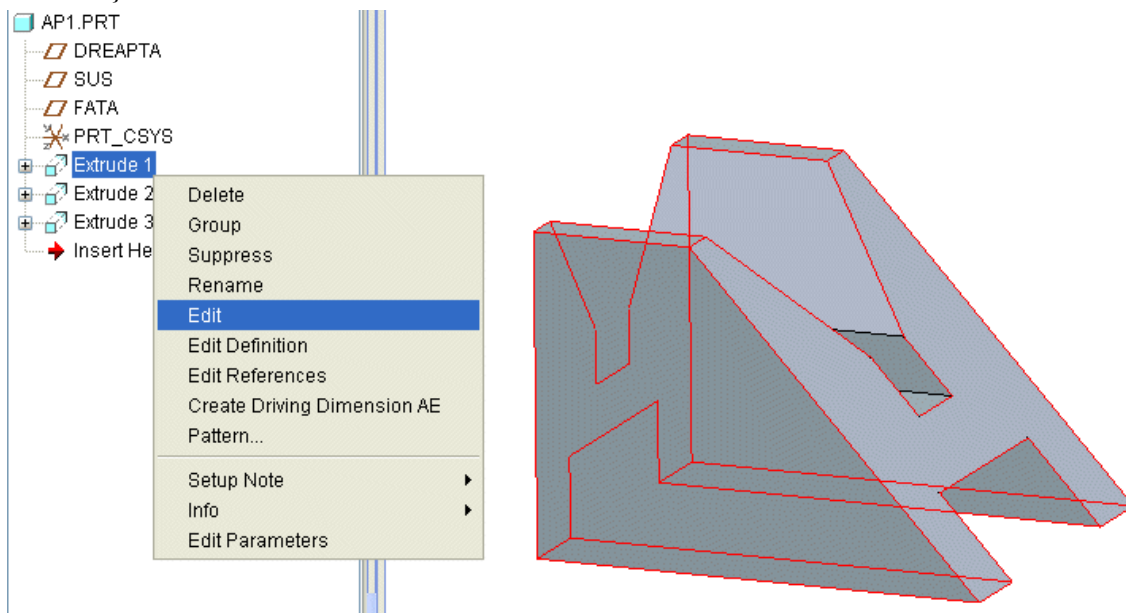 AP1.PRT
DREAPTA
SUS
FATA
PRT_CSYS
Extrude 1
Extrude 2
Extrude 3
Insert He
Delete
Group
Suppress
Rename
Edit
Edit Definition
Edit References
Create Driving Dimension AE
Pattern...
Setup Note
Info
Edit Parameters